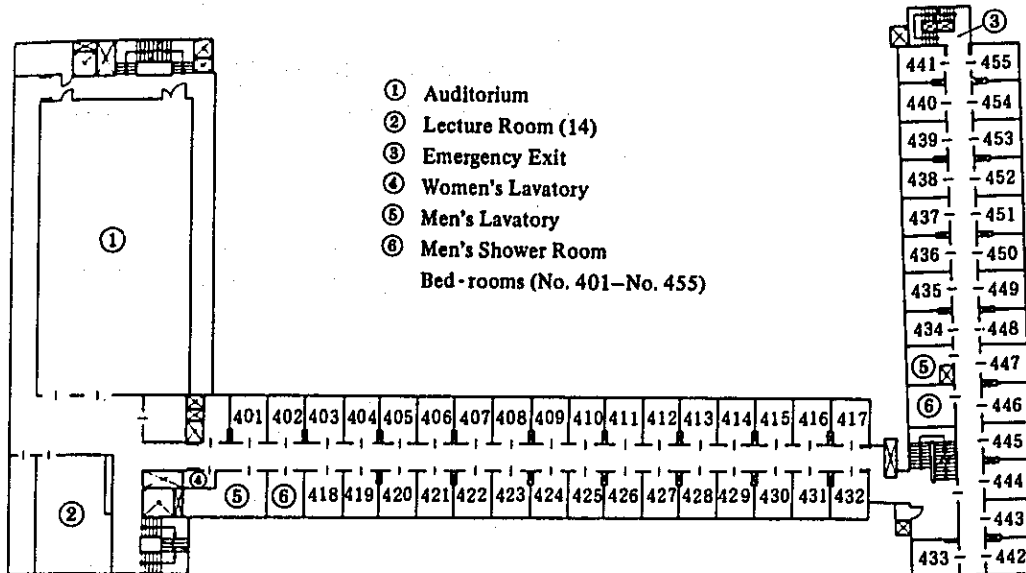 ① Auditorium
② Lecture Room (14)
③ Emergency Exit
④ Women's Lavatory
⑤ Men's Lavatory
⑥ Men's Shower Room
Bed-rooms (No. 401–No. 455)
③
441 455
440 454
439 453
438 452
437 451
436 450
435 449
434 448
⑤ 447
⑥ 446
445
444
443
433 442
①
401 402 403 404 405 406 407 408 409 410 411 412 413 414 415 416 417
④
⑤ ⑥ 418 419 420 421 422 423 424 425 426 427 428 429 430 431 432
②